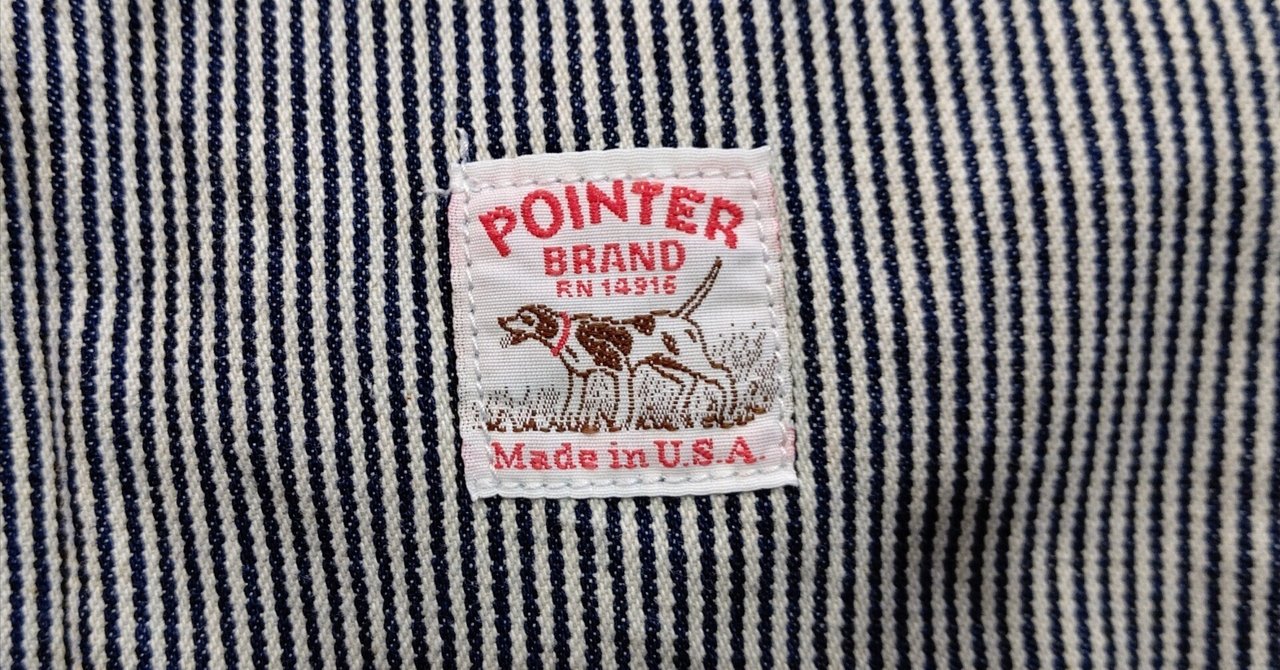 POINTER
BRAND
RN 14916
Made in U.S.A.